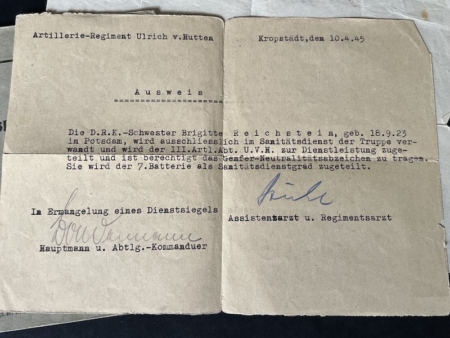 Artillerie-Regiment Ulrich v.Hutten
Kropstädt,den 10.4.45
Ausweis
Die D.R.K.-Schwester Brigitte Reichstein, geb. 18.9.23
in Potsdam, wird ausschliesslich im Sanitätsdienst der Truppe ver-
wandt und wird der III.Artl.Abt. U.V.H. zur Dienstleistung zuge-
teilt und ist berechtigt das Genfer-Neutralitätsabzeichen zu tragen.
Sie wird der 7.Batterie als Sanitätsdienstgrad zugeteilt.
In Ermangelung eines Dienstsiegels
Assistenzarzt u. Regimentsarzt
Hauptmann u. Abtlg.-Kommandeur